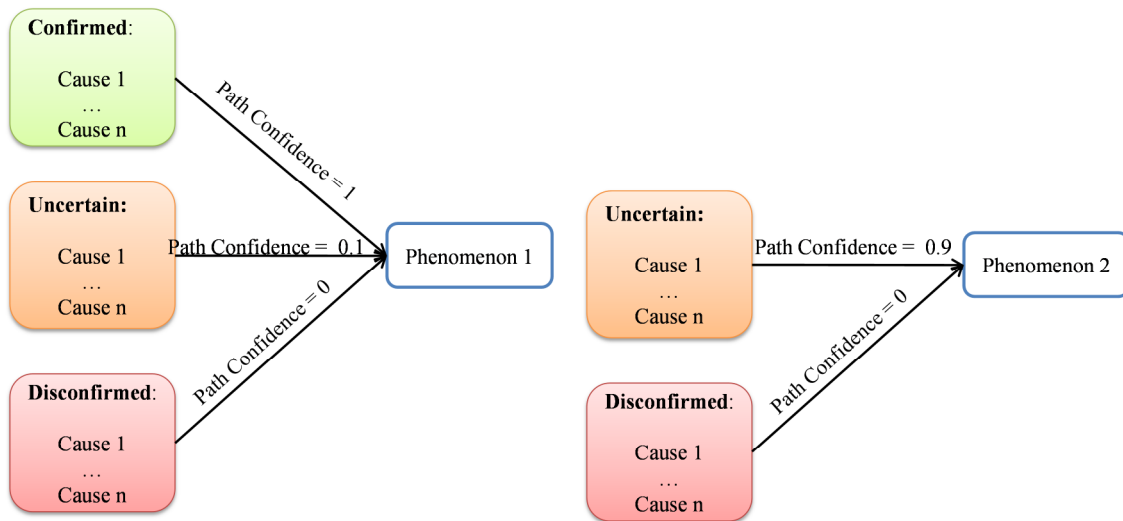 Confirmed:
Cause 1
…
Cause n
Path Confidence = 1
Uncertain:
Cause 1
…
Cause n
Path Confidence = 0.1
Phenomenon 1
Disconfirmed:
Cause 1
…
Cause n
Path Confidence = 0
Uncertain:
Cause 1
…
Cause n
Path Confidence = 0.9
Phenomenon 2
Disconfirmed:
Cause 1
…
Cause n
Path Confidence = 0